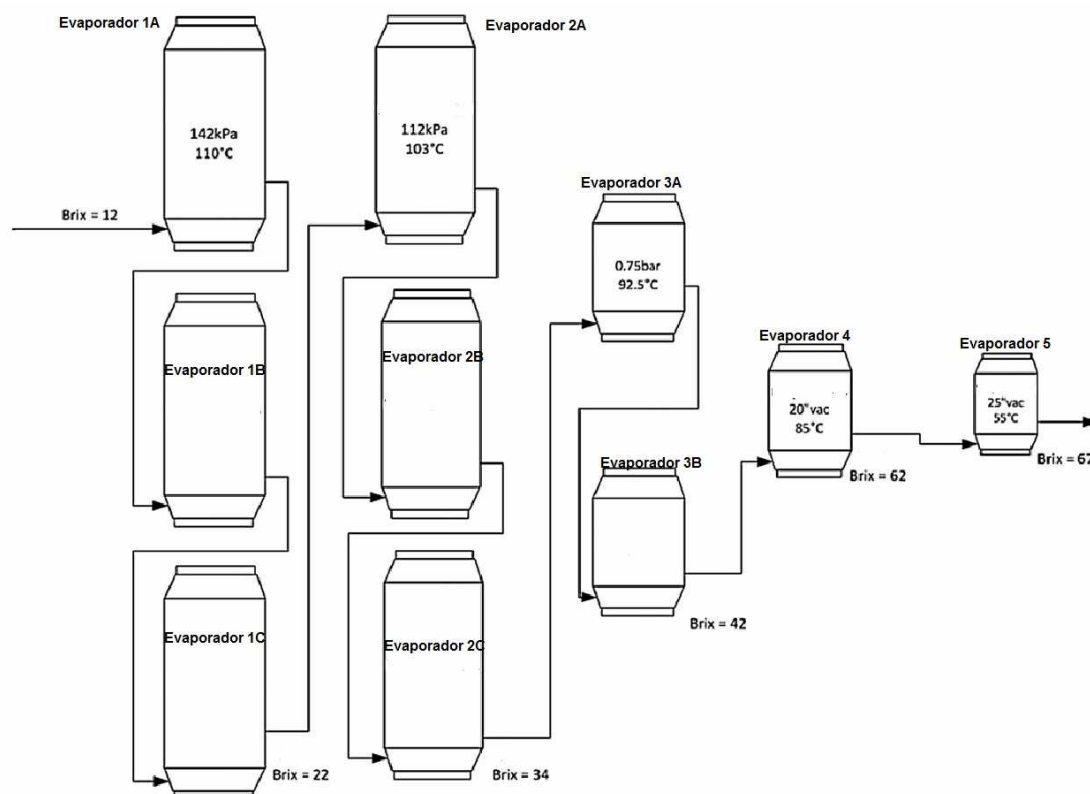 Evaporador 1A
142kPa
110°C
Brix = 12
Evaporador 1B
Evaporador 1C
Brix = 22
Evaporador 2A
112kPa
103°C
Evaporador 2B
Evaporador 2C
Brix = 34
Evaporador 3A
0.75bar
92.5°C
Evaporador 3B
Brix = 42
Evaporador 4
20"vac
85°C
Brix = 62
Evaporador 5
25"vac
55°C
Brix = 67